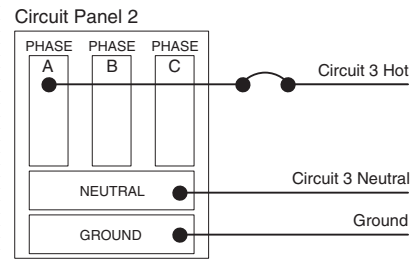 Circuit Panel 2
PHASE PHASE PHASE
A B C
Circuit 3 Hot
NEUTRAL
Circuit 3 Neutral
GROUND
Ground